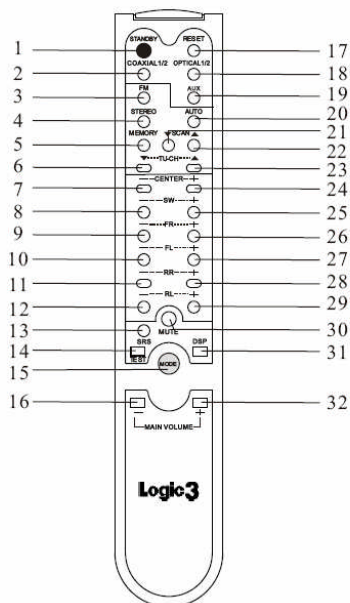 STANDBY RESET
1 17
COAXIAL1/2 OPTICAL1/2
2 18
FM AUX
3 19
STEREO AUTO
4 20
MEMORY ▼SCAN▲ 21
5 22
▼TU-CH▲
6 23
— CENTER +
7 24
— SW +
8 25
— FR +
9 26
— FL +
10 27
— RR +
11 28
— RL +
12 29
13 MUTE 30
SRS DSP
14 31
TEST
15 MODE
16 32
— +
MAIN VOLUME
Logic3